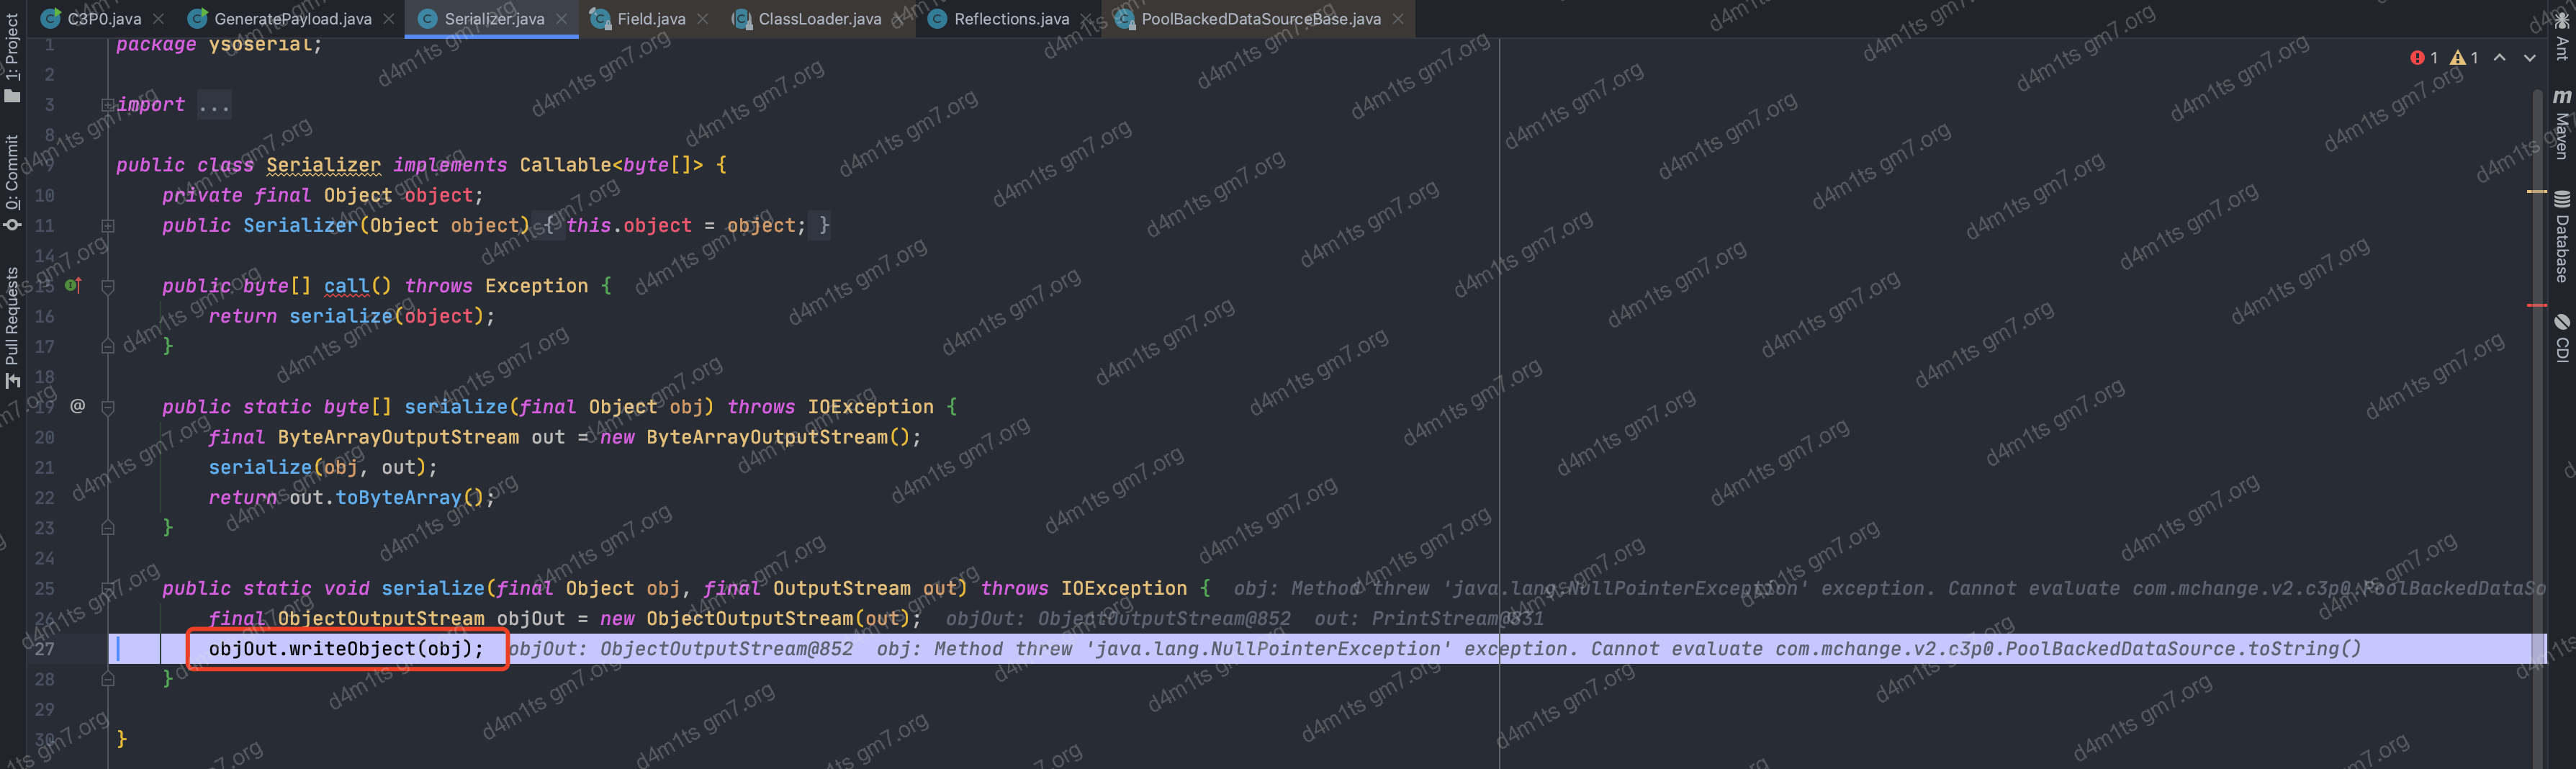 C3P0.java GeneratePayload.java Serializer.java Field.java ClassLoader.java Reflections.java PoolBackedDataSourceBase.java
1: Project
0: Commit
Pull Requests
1 package ysoserial;
2
3 import ...
8
9 public class Serializer implements Callable<byte[]> {
10 private final Object object;
11 public Serializer(Object object) { this.object = object; }
14
15 public byte[] call() throws Exception {
16 return serialize(object);
17 }
18
19 @ public static byte[] serialize(final Object obj) throws IOException {
20 final ByteArrayOutputStream out = new ByteArrayOutputStream();
21 serialize(obj, out);
22 return out.toByteArray();
23 }
24
25 public static void serialize(final Object obj, final OutputStream out) throws IOException { obj: Method threw 'java.lang.NullPointerException' exception. Cannot evaluate com.mchange.v2.c3p0.PoolBackedDataSo
26 final ObjectOutputStream objOut = new ObjectOutputStream(out); objOut: ObjectOutputStream@852 out: PrintStream@831
27 objOut.writeObject(obj); objOut: ObjectOutputStream@852 obj: Method threw 'java.lang.NullPointerException' exception. Cannot evaluate com.mchange.v2.c3p0.PoolBackedDataSource.toString()
28 }
29
30 }
1 1
Ant
m Maven
Database
CDI
d4m1ts gm7.org